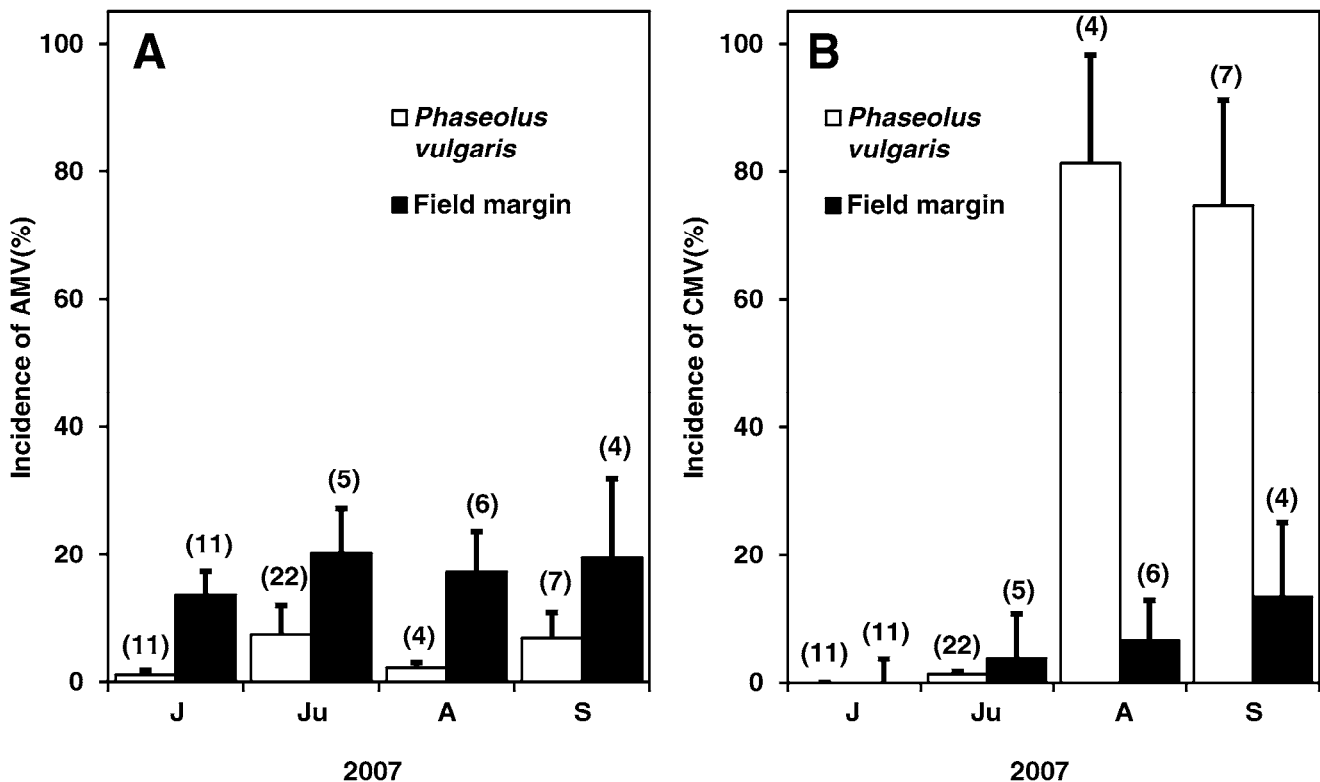 A
Incidence of AMV(%)
100
80
60
40
20
0
Phaseolus
vulgaris
Field margin
(11)
(11)
(22)
(5)
(4)
(6)
(7)
(4)
J
Ju
A
S
2007
B
Incidence of CMV(%)
100
80
60
40
20
0
Phaseolus
vulgaris
Field margin
(11)
(11)
(22)
(5)
(4)
(6)
(7)
(4)
J
Ju
A
S
2007